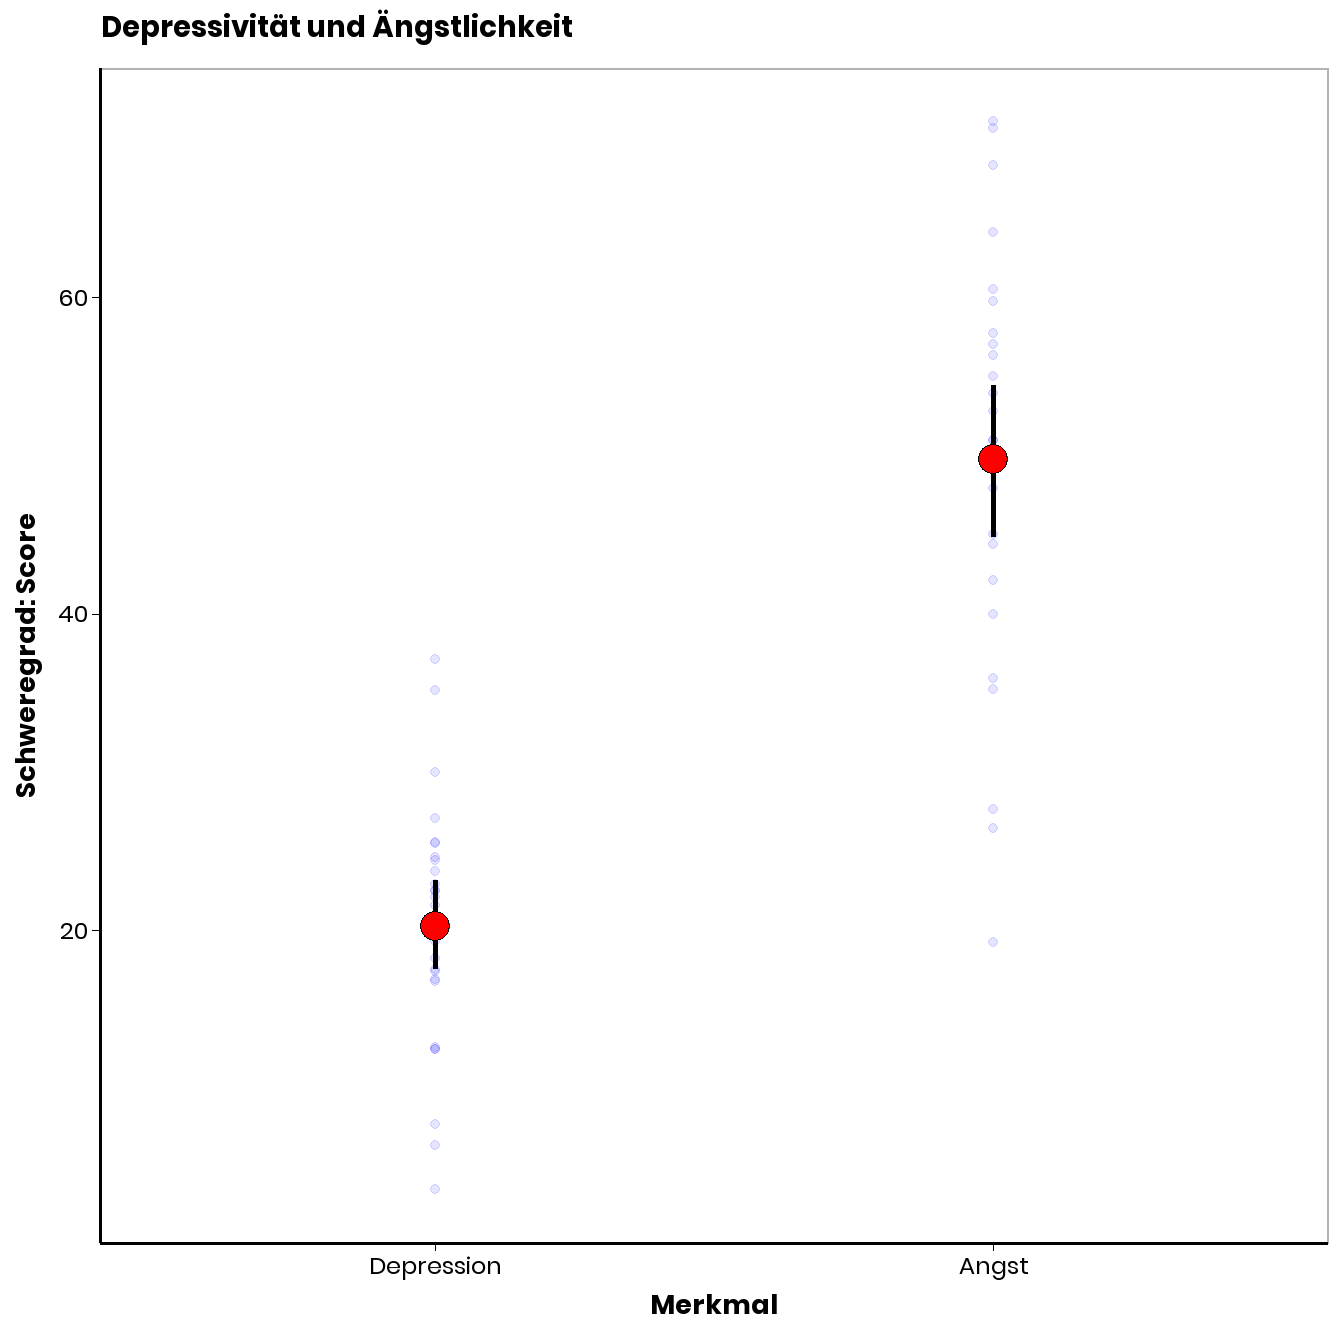 Depressivität und Ängstlichkeit
Schweregrad: Score
60
40
20
Depression
Angst
Merkmal